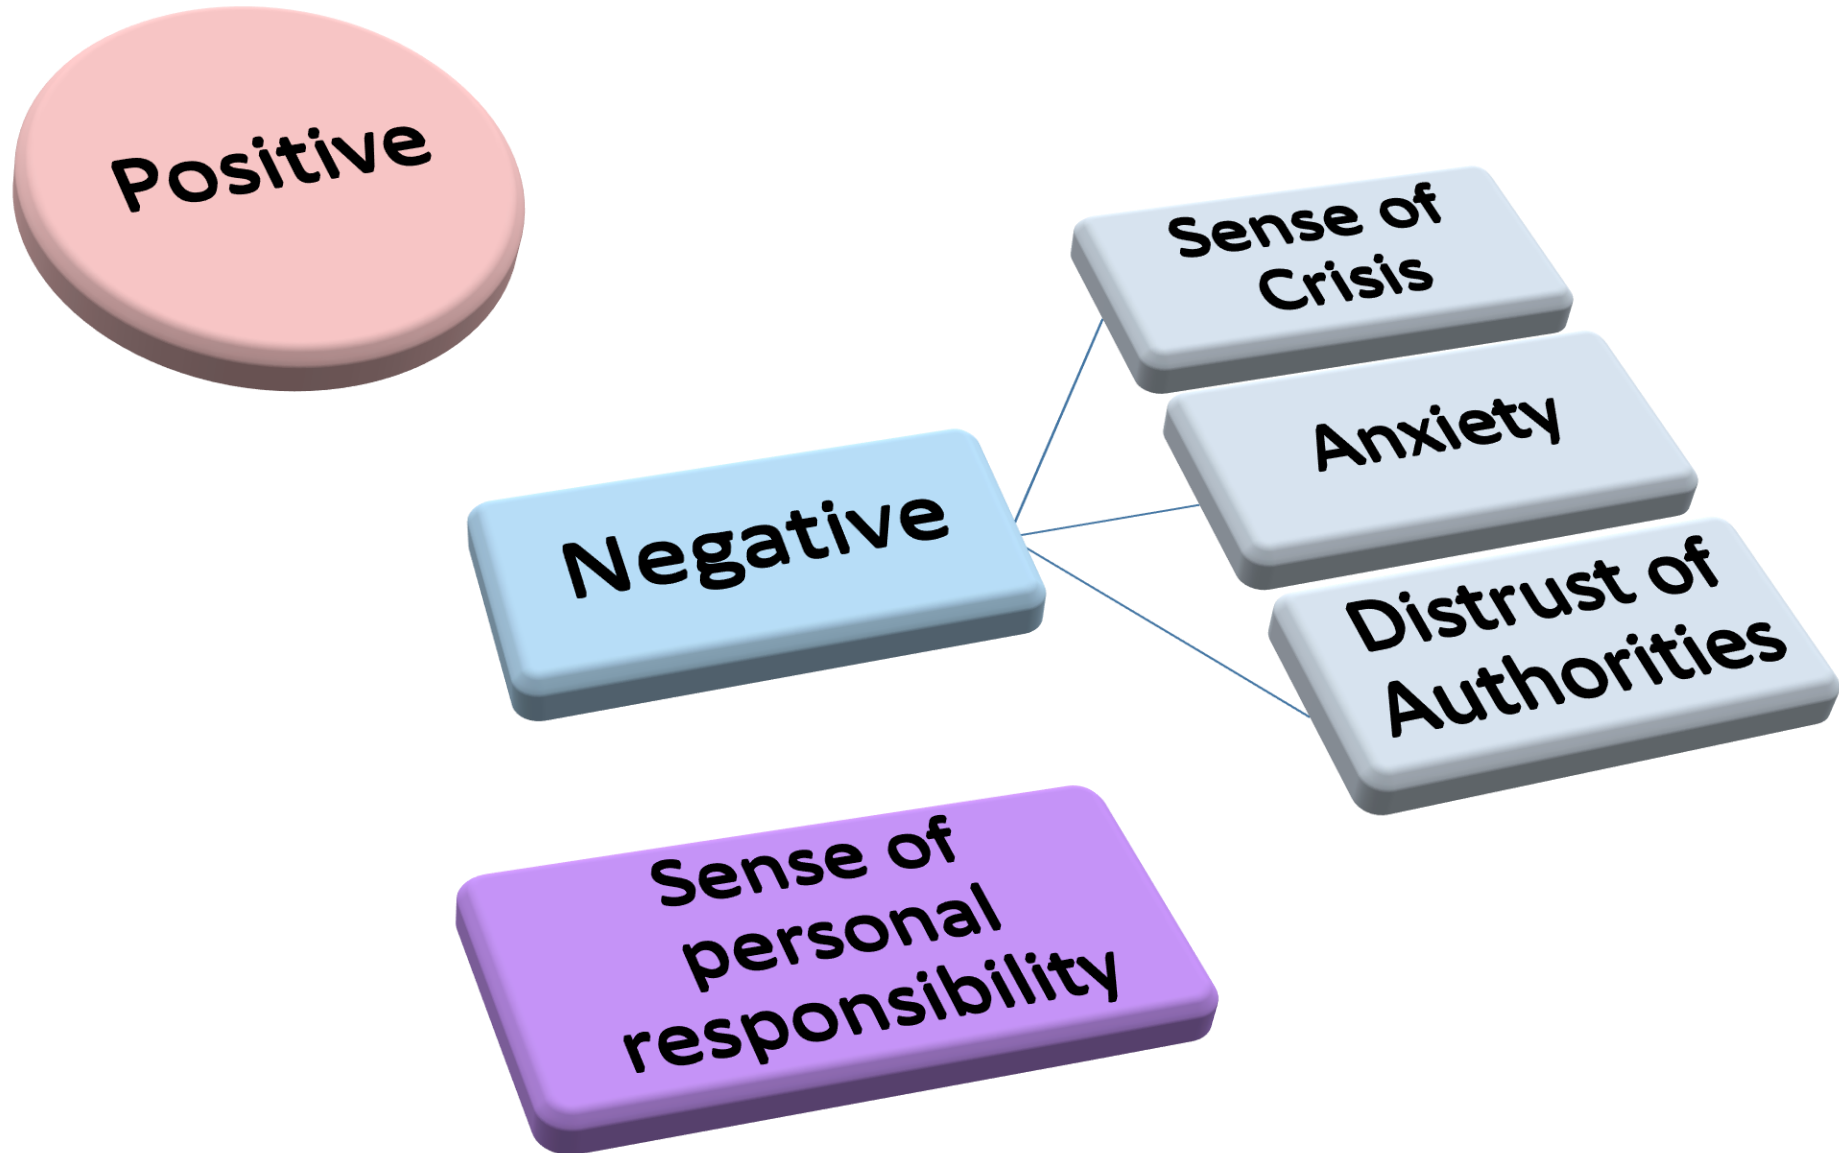 Positive
Sense of
Crisis
Anxiety
Negative
Distrust of
Authorities
Sense of
personal
responsibility